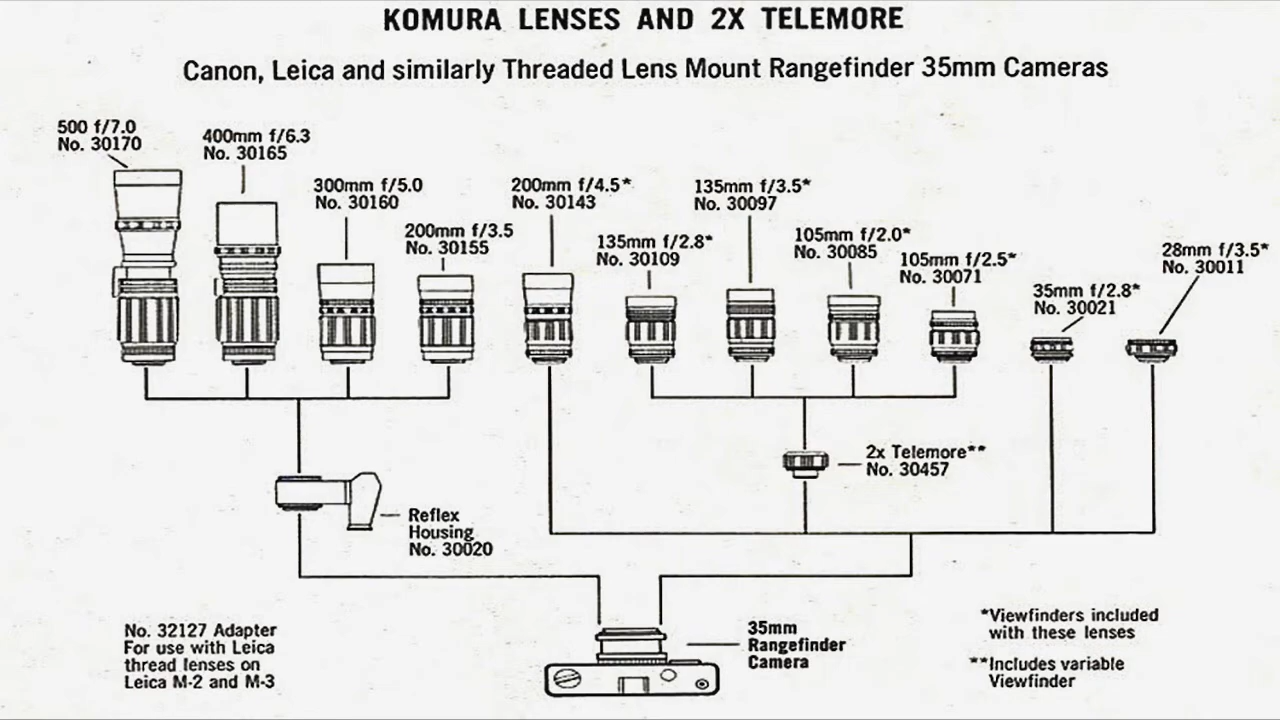 KOMURA LENSES AND 2X TELEMORE
Canon, Leica and similarly Threaded Lens Mount Rangefinder 35mm Cameras
500 f/7.0
No. 30170
400mm f/6.3
No. 30165
300mm f/5.0
No. 30160
200mm f/3.5
No. 30155
200mm f/4.5*
No. 30143
135mm f/2.8*
No. 30109
135mm f/3.5*
No. 30097
105mm f/2.0*
No. 30085
105mm f/2.5*
No. 30071
35mm f/2.8*
No. 30021
28mm f/3.5*
No. 30011
2x Telemore**
No. 30457
Reflex
Housing
No. 30020
No. 32127 Adapter
For use with Leica
thread lenses on
Leica M-2 and M-3
35mm
Rangefinder
Camera
*Viewfinders included
with these lenses
**Includes variable
Viewfinder